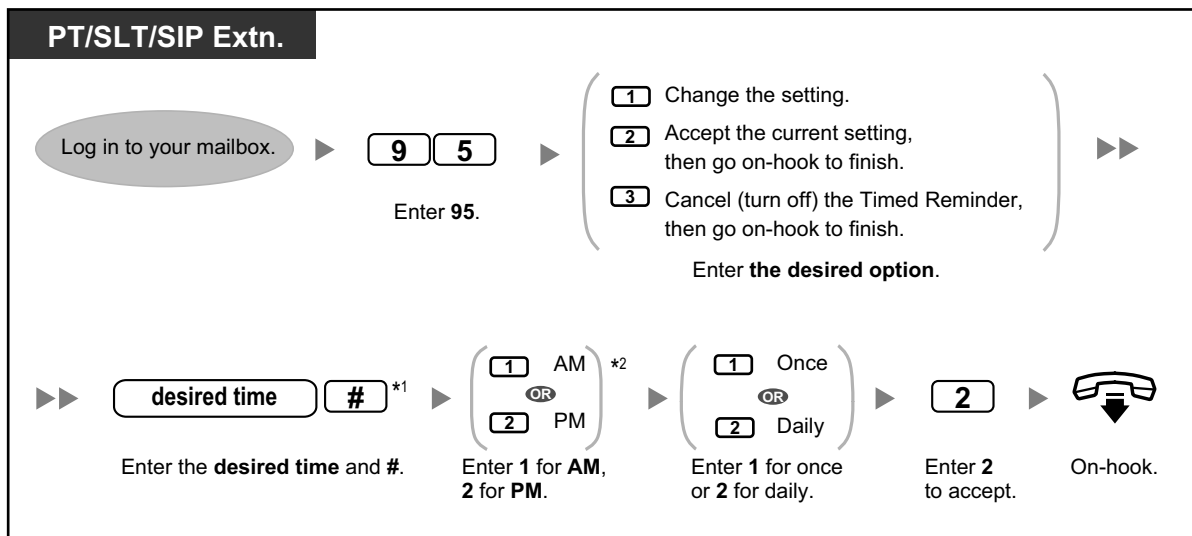 PT/SLT/SIP Extn.
Log in to your mailbox.
9 5
Enter 95.
1 Change the setting.
2 Accept the current setting,
then go on-hook to finish.
3 Cancel (turn off) the Timed Reminder,
then go on-hook to finish.
Enter the desired option.
desired time # *1
Enter the desired time and #.
1 AM *2
OR
2 PM
Enter 1 for AM,
2 for PM.
1 Once
OR
2 Daily
Enter 1 for once
or 2 for daily.
2
Enter 2
to accept.
On-hook.